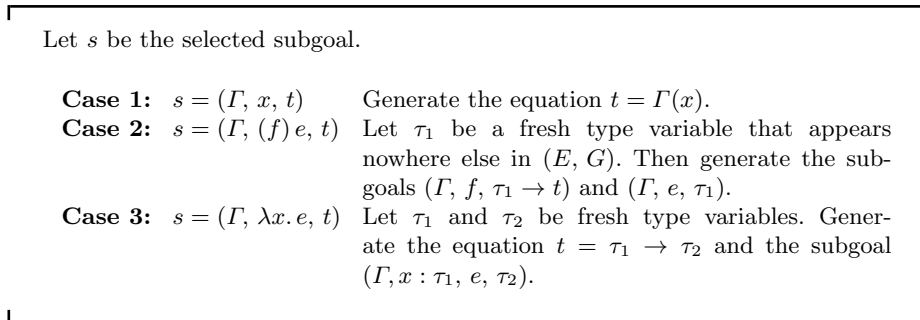 Let s be the selected subgoal.
Case 1: s = (Γ, x, t) Generate the equation t = Γ(x).
Case 2: s = (Γ, (f) e, t) Let τ₁ be a fresh type variable that appears
nowhere else in (E, G). Then generate the sub-
goals (Γ, f, τ₁ → t) and (Γ, e, τ₁).
Case 3: s = (Γ, λx. e, t) Let τ₁ and τ₂ be fresh type variables. Gener-
ate the equation t = τ₁ → τ₂ and the subgoal
(Γ, x : τ₁, e, τ₂).